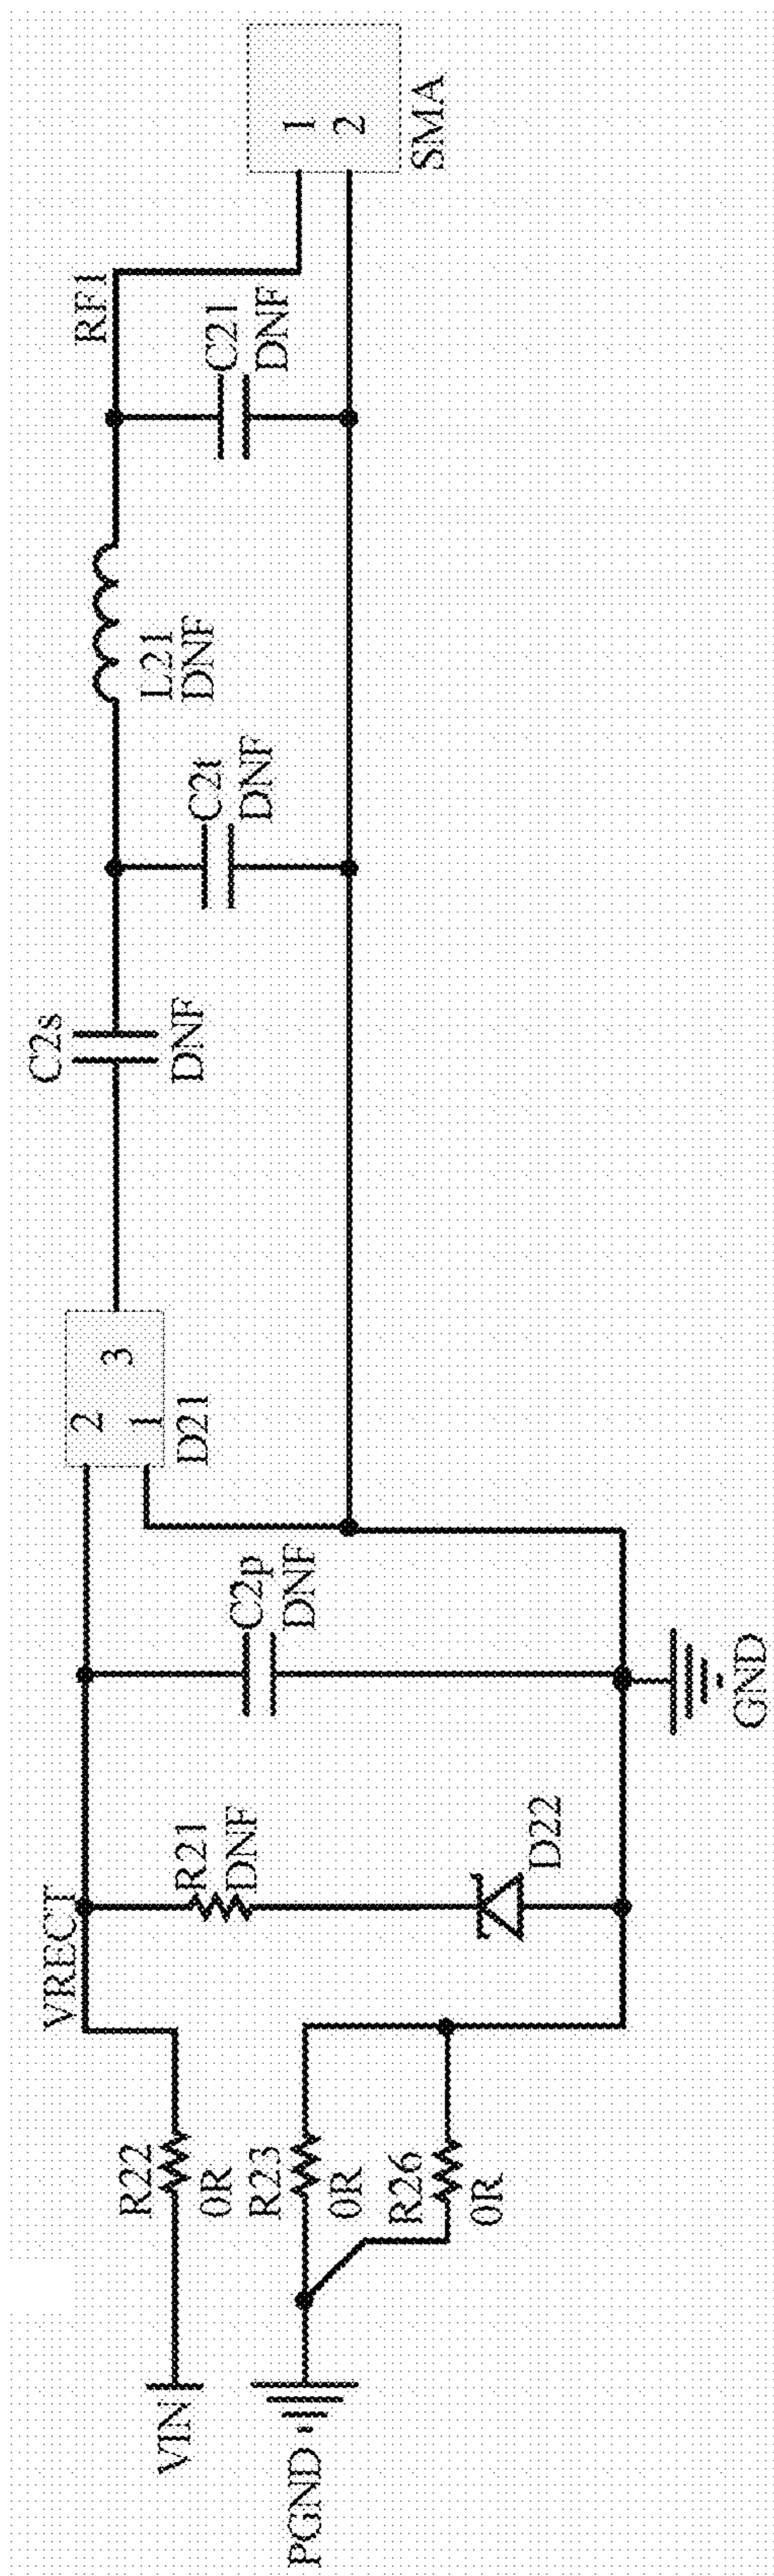 VIN
PGND
R22
0R
R23
0R
R26
0R
VRECT
R21
DNF
D22
C2p
DNF
GND
2
1
3
D21
C2s
DNF
C2t
DNF
L21
DNF
C21
DNF
RF1
1
2
SMA